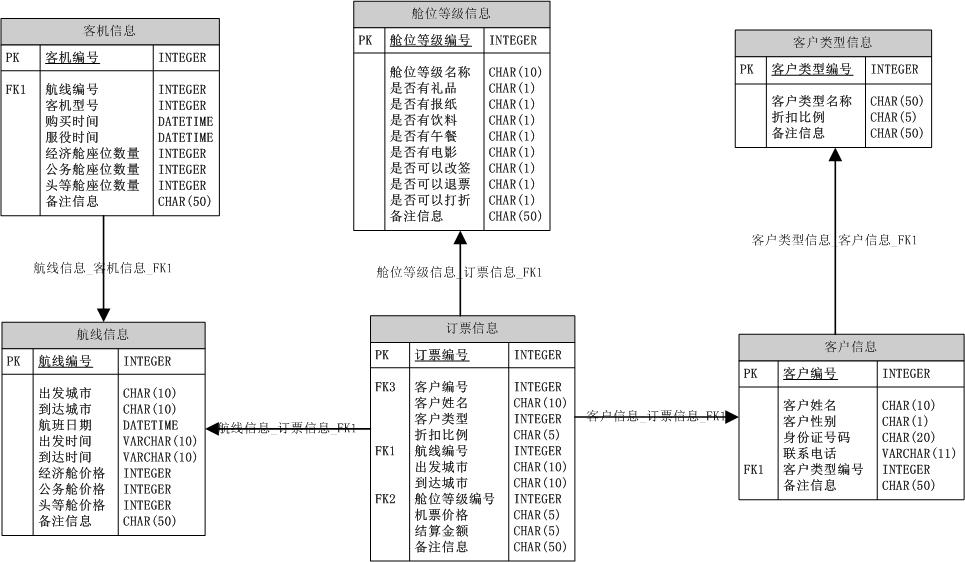 客机信息
PK 客机编号 INTEGER
FK1 航线编号 INTEGER
客机型号 INTEGER
购买时间 DATETIME
服役时间 DATETIME
经济舱座位数量 INTEGER
公务舱座位数量 INTEGER
头等舱座位数量 INTEGER
备注信息 CHAR(50)
舱位等级信息
PK 舱位等级编号 INTEGER
舱位等级名称 CHAR(10)
是否有礼品 CHAR(1)
是否有报纸 CHAR(1)
是否有饮料 CHAR(1)
是否有午餐 CHAR(1)
是否有电影 CHAR(1)
是否可以改签 CHAR(1)
是否可以退票 CHAR(1)
是否可以打折 CHAR(1)
备注信息 CHAR(50)
客户类型信息
PK 客户类型编号 INTEGER
客户类型名称 CHAR(50)
折扣比例 CHAR(5)
备注信息 CHAR(50)
航线信息_客机信息_FK1
舱位等级信息_订票信息_FK1
客户类型信息_客户信息_FK1
航线信息
PK 航线编号 INTEGER
出发城市 CHAR(10)
到达城市 CHAR(10)
航班日期 DATETIME
出发时间 VARCHAR(10)
到达时间 VARCHAR(10)
经济舱价格 INTEGER
公务舱价格 INTEGER
头等舱价格 INTEGER
备注信息 CHAR(50)
航线信息_订票信息_FK1
订票信息
PK 订票编号 INTEGER
FK3 客户编号 INTEGER
客户姓名 CHAR(10)
客户类型 INTEGER
折扣比例 CHAR(5)
FK1 航线编号 INTEGER
出发城市 CHAR(10)
到达城市 CHAR(10)
FK2 舱位等级编号 INTEGER
机票价格 CHAR(5)
结算金额 CHAR(5)
备注信息 CHAR(50)
客户信息_订票信息_FK1
客户信息
PK 客户编号 INTEGER
客户姓名 CHAR(10)
客户性别 CHAR(1)
身份证号码 CHAR(20)
联系电话 VARCHAR(11)
FK1 客户类型编号 INTEGER
备注信息 CHAR(50)